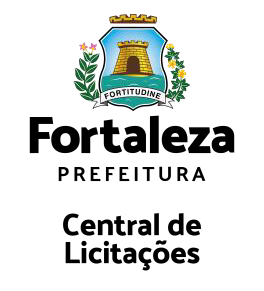 FORTITUDINE
Fortaleza
PREFEITURA
Central de
Licitações